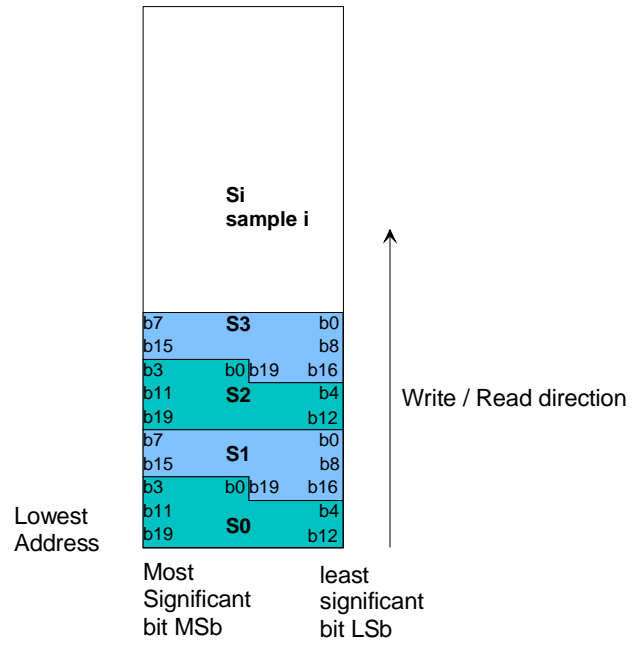 Si
sample i
b7 S3 b0
b15 b8
b3 b0 b19 b16
b11 S2 b4
b19 b12
b7 b0
S1
b15 b8
b3 b0 b19 b16
b11 b4
b19 S0 b12
Write / Read direction
Lowest
Address
Most
Significant
bit MSb
least
significant
bit LSb